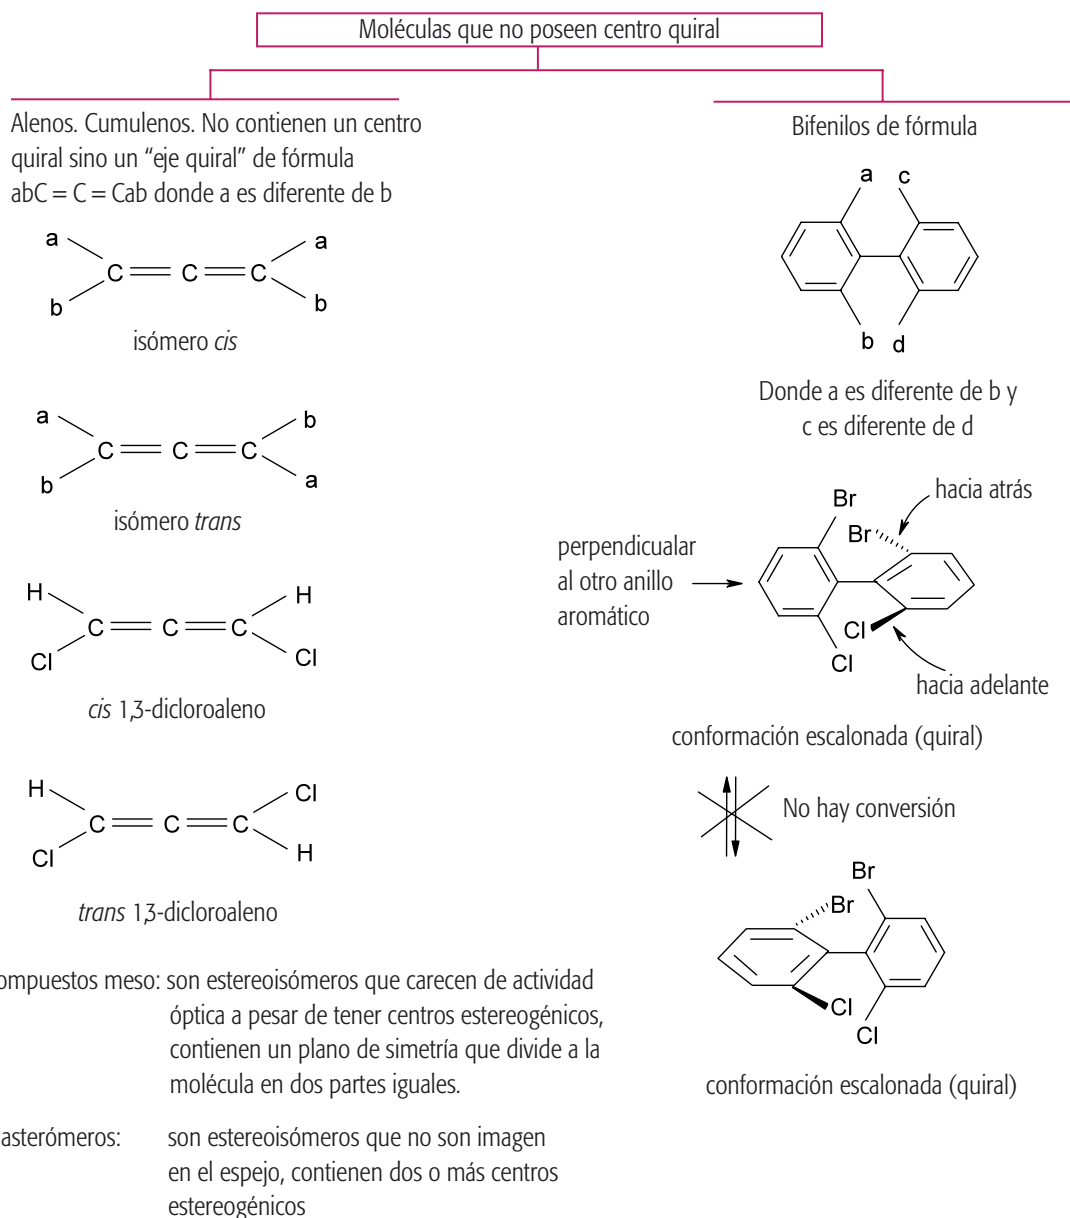 Moléculas que no poseen centro quiral
Alenos. Cumulenos. No contienen un centro
quiral sino un “eje quiral” de fórmula
abC = C = Cab donde a es diferente de b
a
a
C
C
C
b
b
isómero cis
a
b
C
C
C
b
a
isómero trans
H
H
C
C
C
Cl
Cl
cis 1,3-dicloroaleno
H
Cl
C
C
C
Cl
H
trans 1,3-dicloroaleno
Bifenilos de fórmula
a c
b d
Donde a es diferente de b y
c es diferente de d
Br
hacia atrás
Br
perpendicualar
al otro anillo
aromático
Cl
Cl
hacia adelante
conformación escalonada (quiral)
No hay conversión
Br
Br
Cl
Cl
conformación escalonada (quiral)
ompuestos meso: son estereoisómeros que carecen de actividad
óptica a pesar de tener centros estereogénicos,
contienen un plano de simetría que divide a la
molécula en dos partes iguales.
asterómeros: son estereoisómeros que no son imagen
en el espejo, contienen dos o más centros
estereogénicos